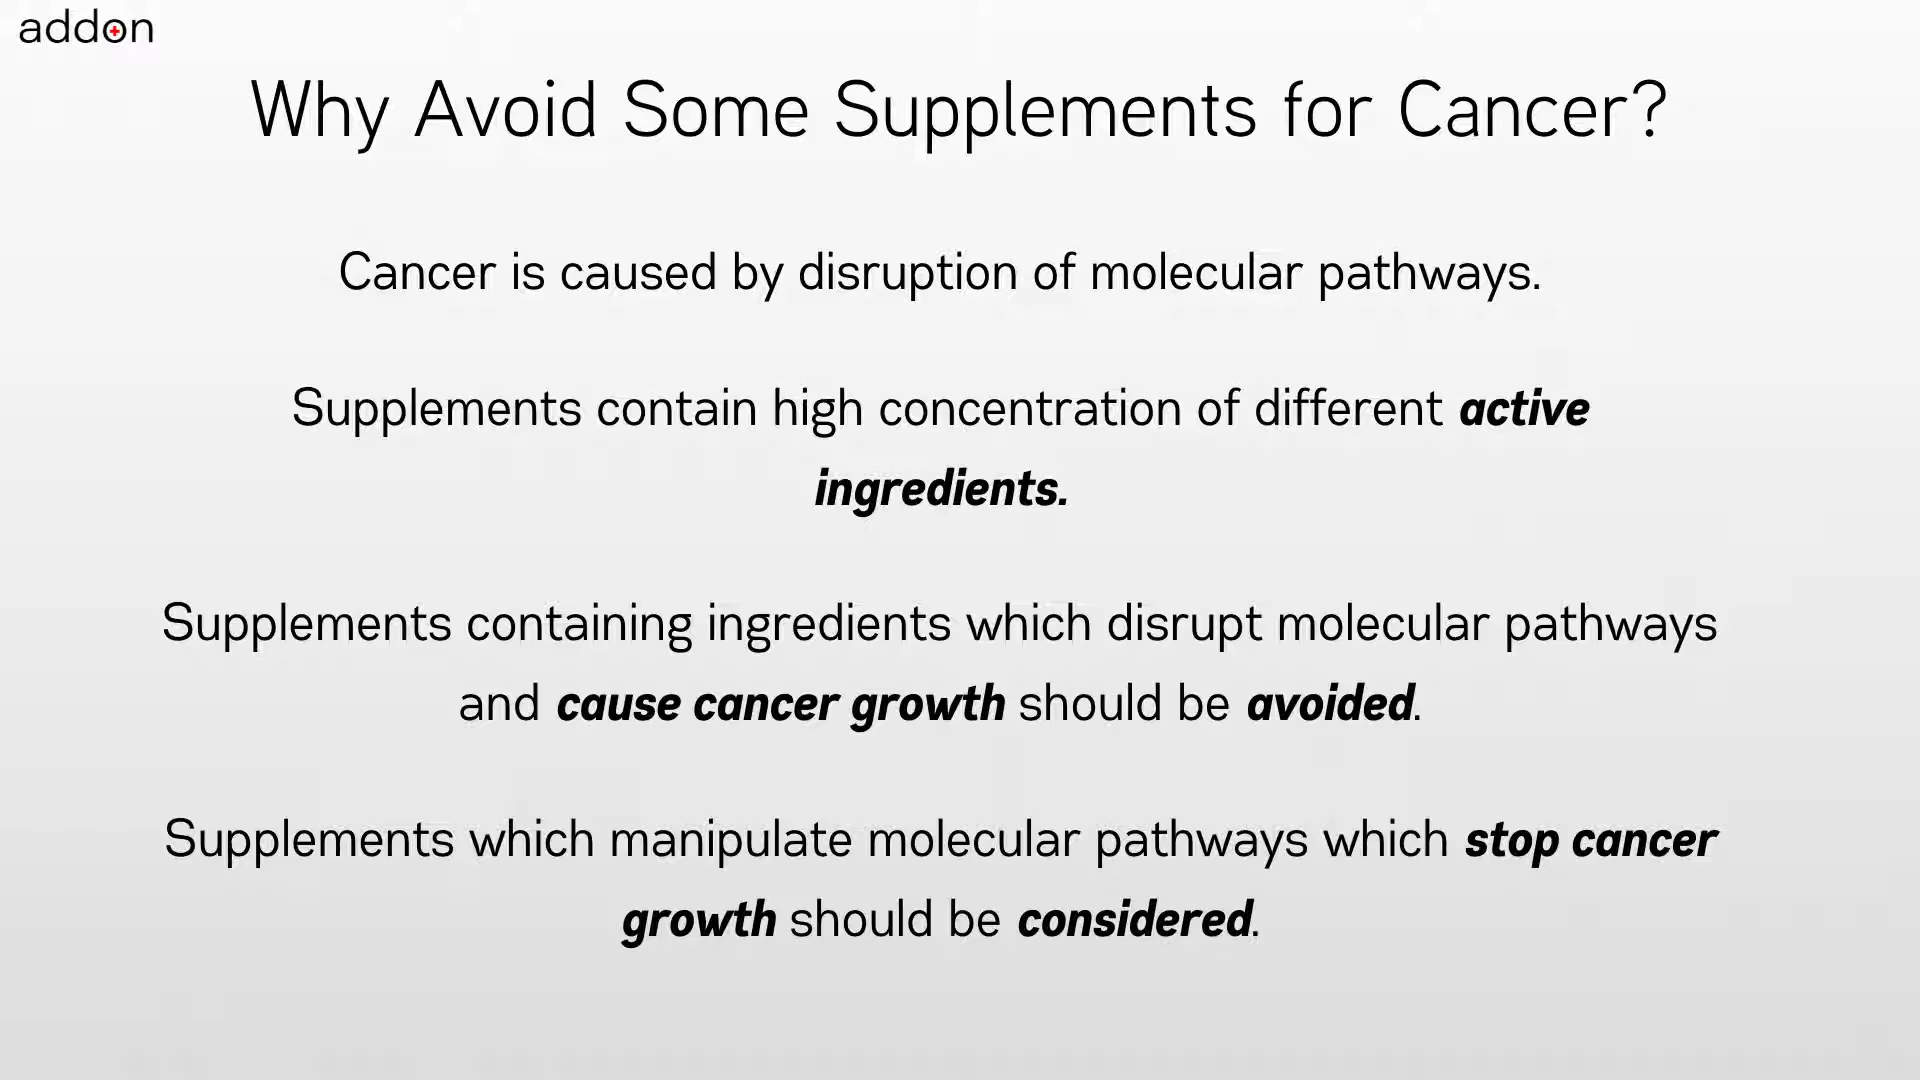 addon
Why Avoid Some Supplements for Cancer?
Cancer is caused by disruption of molecular pathways.
Supplements contain high concentration of different active
ingredients.
Supplements containing ingredients which disrupt molecular pathways
and cause cancer growth should be avoided.
Supplements which manipulate molecular pathways which stop cancer
growth should be considered.